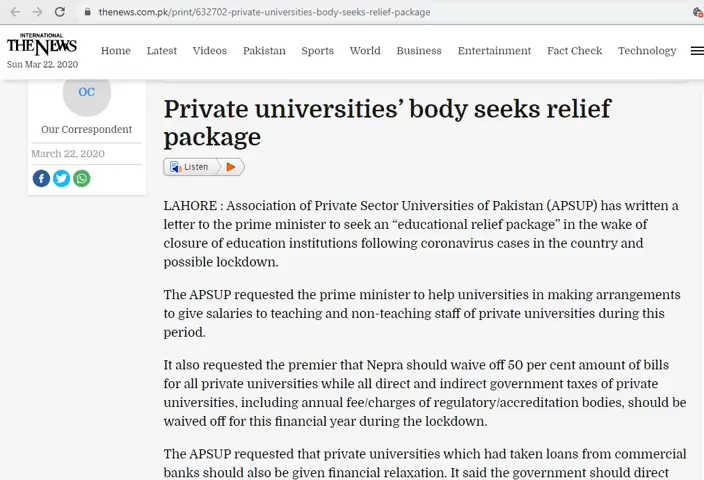 thenews.com.pk/print/632702-private-universities-body-seeks-relief-package
INTERNATIONAL
THE NEWS
Sun Mar 22, 2020
Home Latest Videos Pakistan Sports World Business Entertainment Fact Check Technology
OC
Our Correspondent
March 22, 2020
Private universities’ body seeks relief
package
Listen
LAHORE : Association of Private Sector Universities of Pakistan (APSUP) has written a
letter to the prime minister to seek an “educational relief package” in the wake of
closure of education institutions following coronavirus cases in the country and
possible lockdown.
The APSUP requested the prime minister to help universities in making arrangements
to give salaries to teaching and non-teaching staff of private universities during this
period.
It also requested the premier that Nepra should waive off 50 per cent amount of bills
for all private universities while all direct and indirect government taxes of private
universities, including annual fee/charges of regulatory/accreditation bodies, should be
waived off for this financial year during the lockdown.
The APSUP requested that private universities which had taken loans from commercial
banks should also be given financial relaxation. It said the government should direct